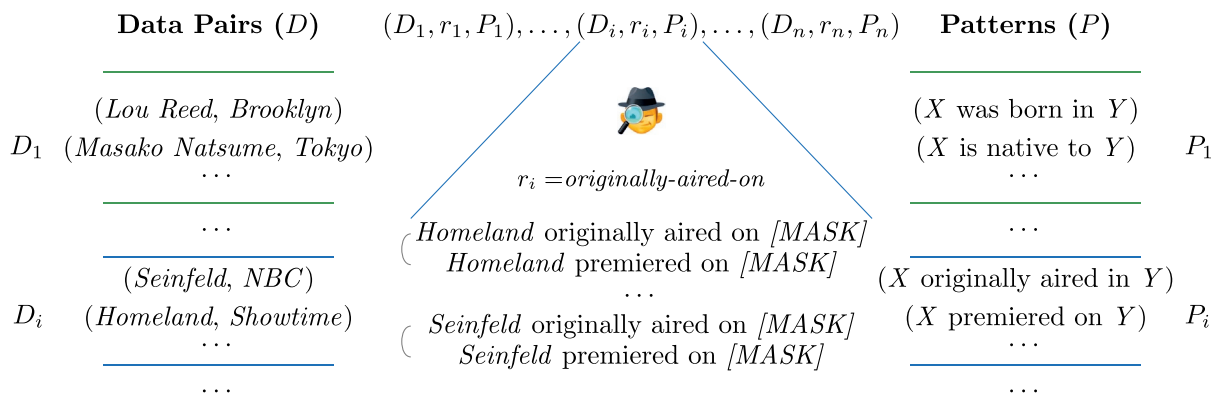 Data Pairs (D)
(D₁, r₁, P₁), . . . , (Dᵢ, rᵢ, Pᵢ), . . . , (Dₙ, rₙ, Pₙ)
Patterns (P)
D₁
(Lou Reed, Brooklyn)
(Masako Natsume, Tokyo)
. . .
. . .
Dᵢ
(Seinfeld, NBC)
(Homeland, Showtime)
. . .
. . .
rᵢ =originally-aired-on
Homeland originally aired on [MASK]
Homeland premiered on [MASK]
. . .
Seinfeld originally aired on [MASK]
Seinfeld premiered on [MASK]
(X was born in Y)
(X is native to Y)
. . .
P₁
. . .
(X originally aired in Y)
(X premiered on Y)
. . .
Pᵢ
. . .